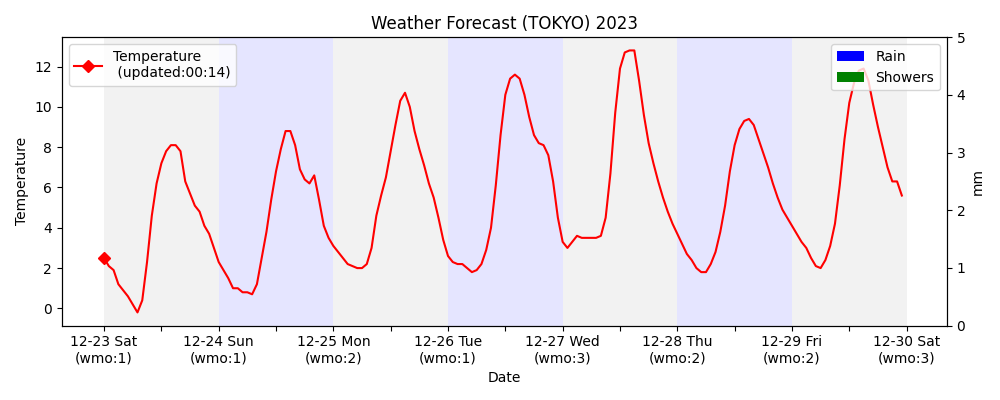 Weather Forecast (TOKYO) 2023
Temperature
(updated:00:14)
Rain
Showers
Temperature
12
10
8
6
4
2
0
5
4
3
2
1
0
mm
12-23 Sat
(wmo:1)
12-24 Sun
(wmo:1)
12-25 Mon
(wmo:2)
12-26 Tue
(wmo:1)
12-27 Wed
(wmo:3)
12-28 Thu
(wmo:2)
12-29 Fri
(wmo:2)
12-30 Sat
(wmo:3)
Date